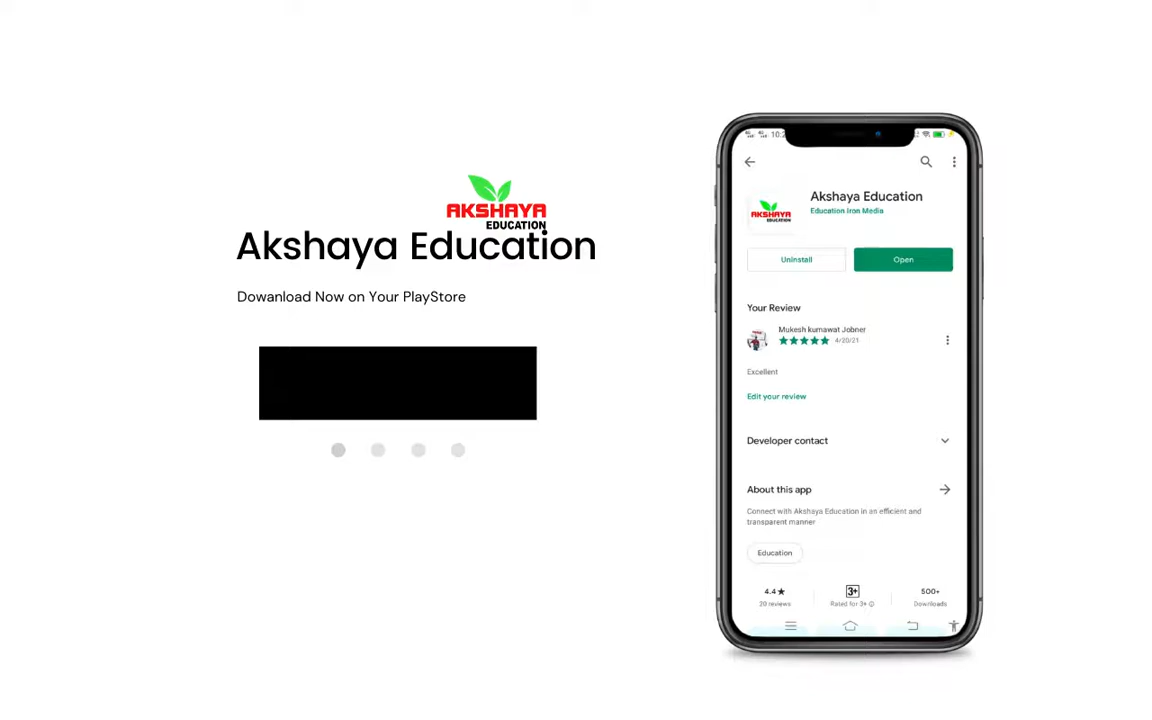 AKSHAYA
EDUCATION
Akshaya Education
Dowanload Now on Your PlayStore
Akshaya Education
Education Iron Media
AKSHAYA
EDUCATION
Uninstall
Open
Your Review
Mukesh kumawat Jobner
4/20/21
Excellent
Edit your review
Developer contact
About this app
Connect with Akshaya Education in an efficient and
transparent manner
Education
4.4★
3+
500+
20 reviews
Rated for 3+
Downloads